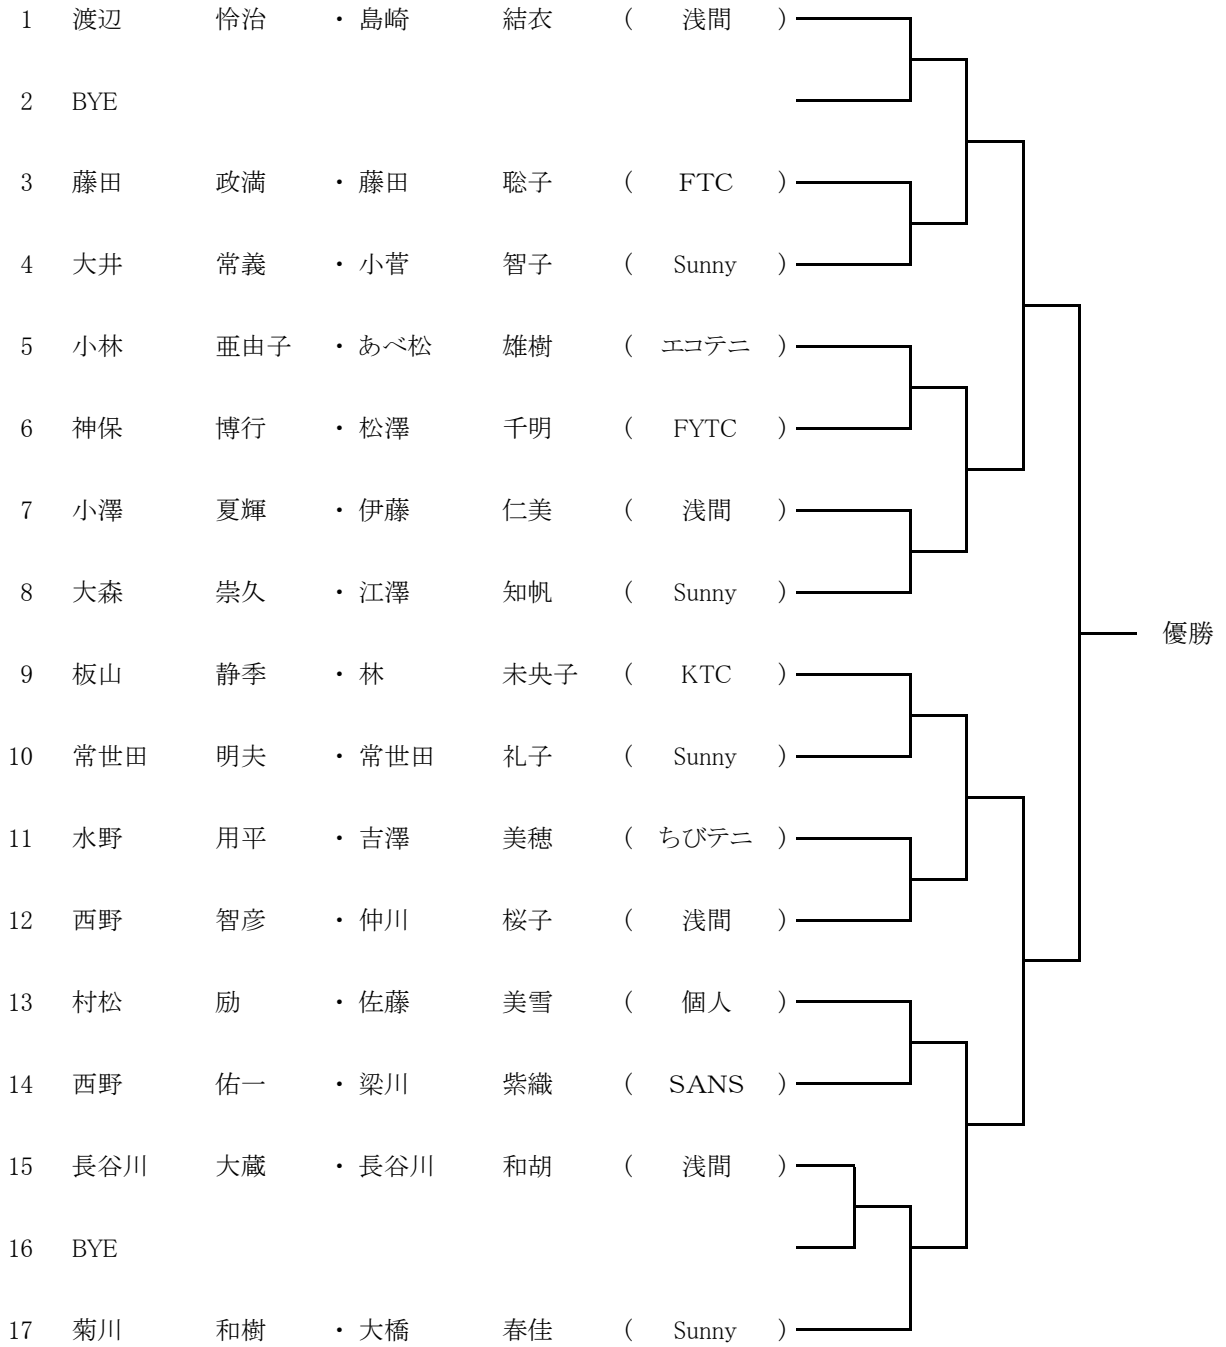 1 渡辺 怜治 ・ 島崎 結衣 ( 浅間 )
2 BYE
3 藤田 政満 ・ 藤田 聡子 ( FTC )
4 大井 常義 ・ 小菅 智子 ( Sunny )
5 小林 亜由子 ・ あべ松 雄樹 ( エコテニ )
6 神保 博行 ・ 松澤 千明 ( FYTC )
7 小澤 夏輝 ・ 伊藤 仁美 ( 浅間 )
8 大森 崇久 ・ 江澤 知帆 ( Sunny )
優勝
9 板山 静季 ・ 林 未央子 ( KTC )
10 常世田 明夫 ・ 常世田 礼子 ( Sunny )
11 水野 用平 ・ 吉澤 美穂 ( ちびテニ )
12 西野 智彦 ・ 仲川 桜子 ( 浅間 )
13 村松 励 ・ 佐藤 美雪 ( 個人 )
14 西野 佑一 ・ 梁川 紫織 ( SANS )
15 長谷川 大蔵 ・ 長谷川 和胡 ( 浅間 )
16 BYE
17 菊川 和樹 ・ 大橋 春佳 ( Sunny )